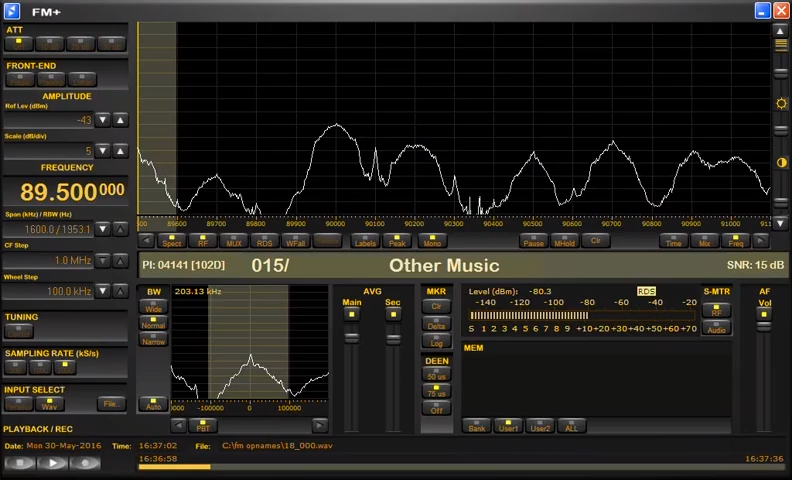 FM+
ATT
FRONT-END
AMPLITUDE
Ref Lev (dBm)
-43
Scale (dB/div)
5
FREQUENCY
89.500000
Span (kHz) / RBW (Hz)
1600.0 / 1953.1
CF Step
1.0 MHz
Wheel Step
100.0 kHz
TUNING
SAMPLING RATE (kS/s)
INPUT SELECT
Wav File..
PLAYBACK / REC
89600 89700 89800 89900 90000 90100 90200 90300 90400 90500 90600 90700 90800 90900 91000
Spect RF MUX RDS WFall Labels Peak Mono Pause MHold Clr Time Mix Freq
PI: 04141 [102D] 015/ Other Music SNR: 15 dB
BW
Wide
Normal
Narrow
Auto
203.13 kHz
-100000 0 100000
PBT
AVG
Main Sec
MKR
Clr
Delta
Log
DEEN
50 us
75 us
Off
Level (dBm): -80.3 RDS
-140 -120 -100 -80 -60 -40 -20
S 1 2 3 4 5 6 7 8 9 +10+20+30+40+50+60+70
S-MTR
RF
Audio
MEM
Bank User1 User2 ALL
AF
Vol
Date: Mon 30-May-2016 Time: 16:37:02 File: C:\fm opnames\18_000.wav
16:36:58 16:37:36